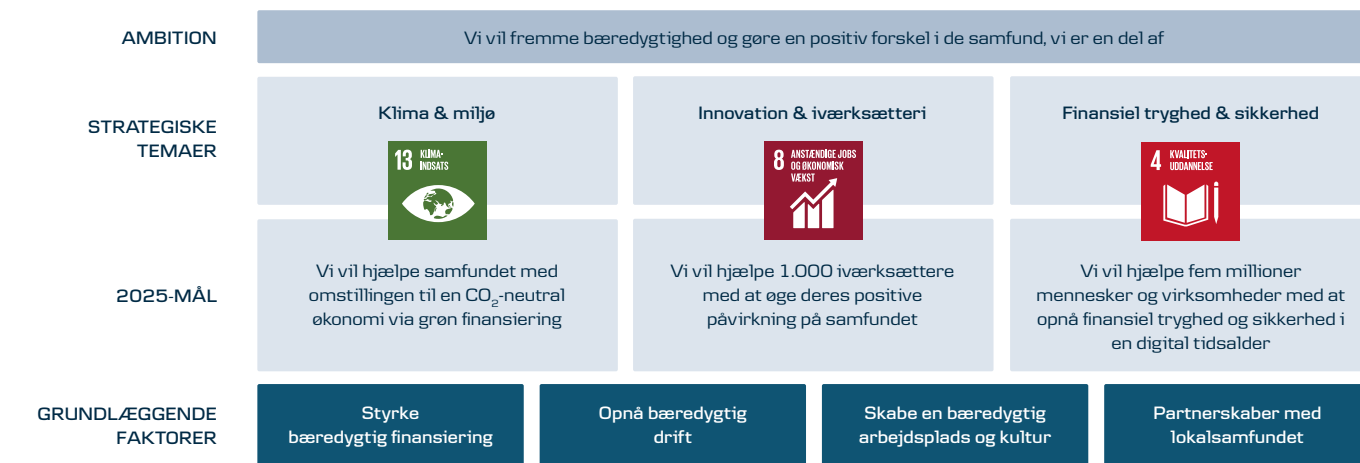 AMBITION
Vi vil fremme bæredygtighed og gøre en positiv forskel i de samfund, vi er en del af
STRATEGISKE
TEMAER
Klima & miljø
13 KLIMA-
INDSATS
Innovation & iværksætteri
8 ANSTÆNDIGE JOBS
OG ØKONOMISK
VÆKST
Finansiel tryghed & sikkerhed
4 KVALITETS-
UDDANNELSE
2025-MÅL
Vi vil hjælpe samfundet med
omstillingen til en CO₂-neutral
økonomi via grøn finansiering
Vi vil hjælpe 1.000 iværksættere
med at øge deres positive
påvirkning på samfundet
Vi vil hjælpe fem millioner
mennesker og virksomheder med at
opnå finansiel tryghed og sikkerhed i
en digital tidsalder
GRUNDLÆGGENDE
FAKTORER
Styrke
bæredygtig finansiering
Opnå bæredygtig
drift
Skabe en bæredygtig
arbejdsplads og kultur
Partnerskaber med
lokalsamfundet